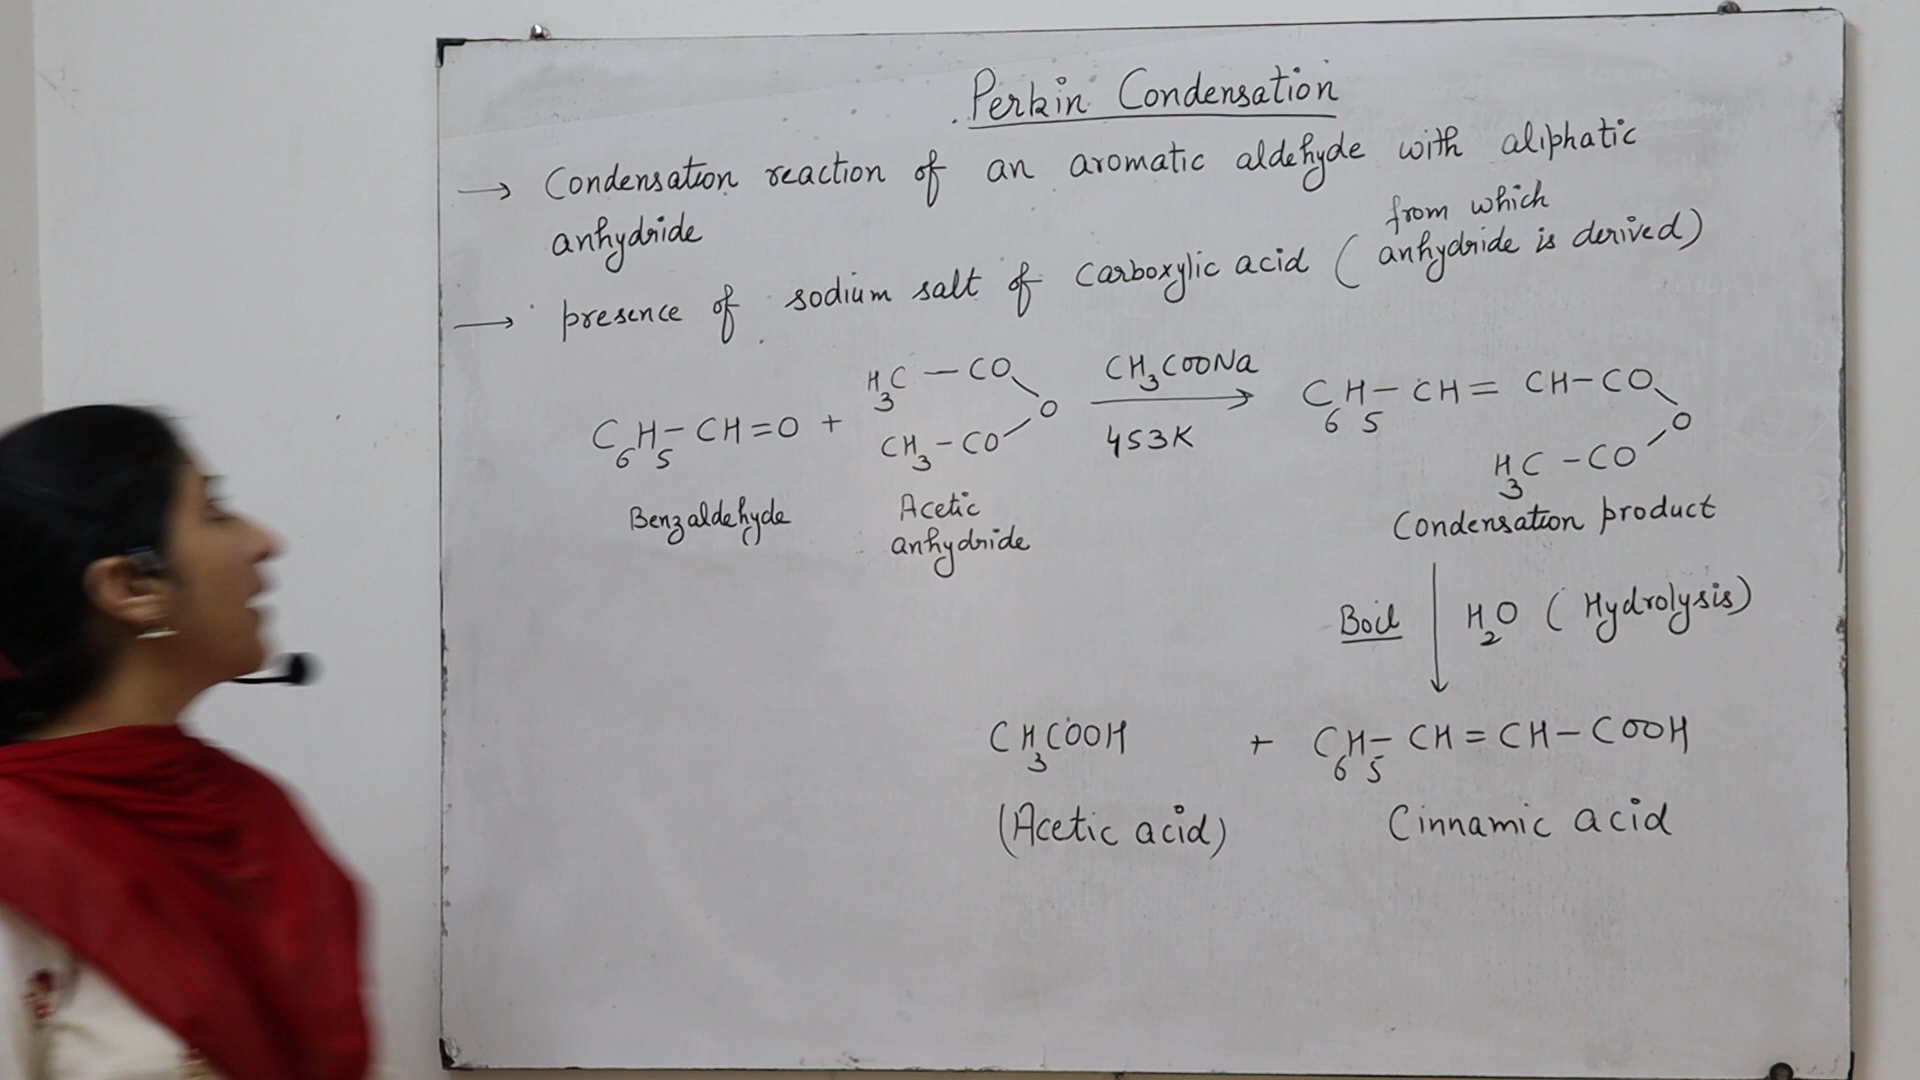 Perkin Condensation
→ Condensation reaction of an aromatic aldehyde with aliphatic
anhydride
from which
→ presence of sodium salt of carboxylic acid ( anhydride is derived)
H₃C — CO
CH₃COONa
C₆H₅ – CH = O + O → C₆H₅ – CH = CH – CO
CH₃ – CO
453K
O
H₃C – CO
Benzaldehyde
Acetic
anhydride
Condensation product
Boil ↓ H₂O ( Hydrolysis)
CH₃COOH + C₆H₅ – CH = CH – COOH
(Acetic acid) Cinnamic acid